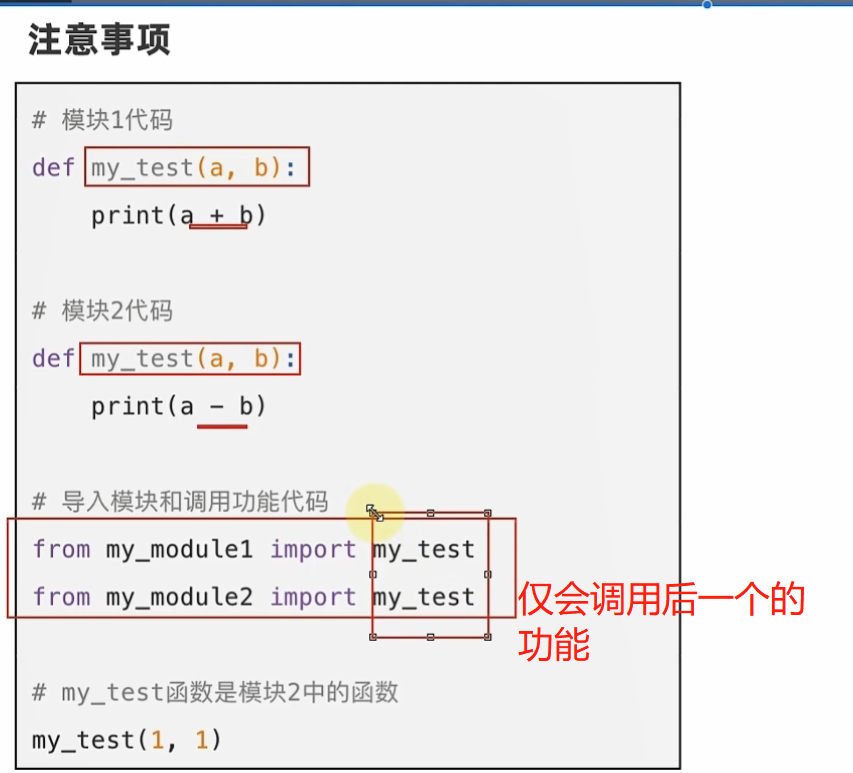 注意事项
# 模块1代码
def my_test(a, b):
print(a + b)
# 模块2代码
def my_test(a, b):
print(a - b)
# 导入模块和调用功能代码
from my_module1 import my_test
from my_module2 import my_test
仅会调用后一个的
功能
# my_test函数是模块2中的函数
my_test(1, 1)